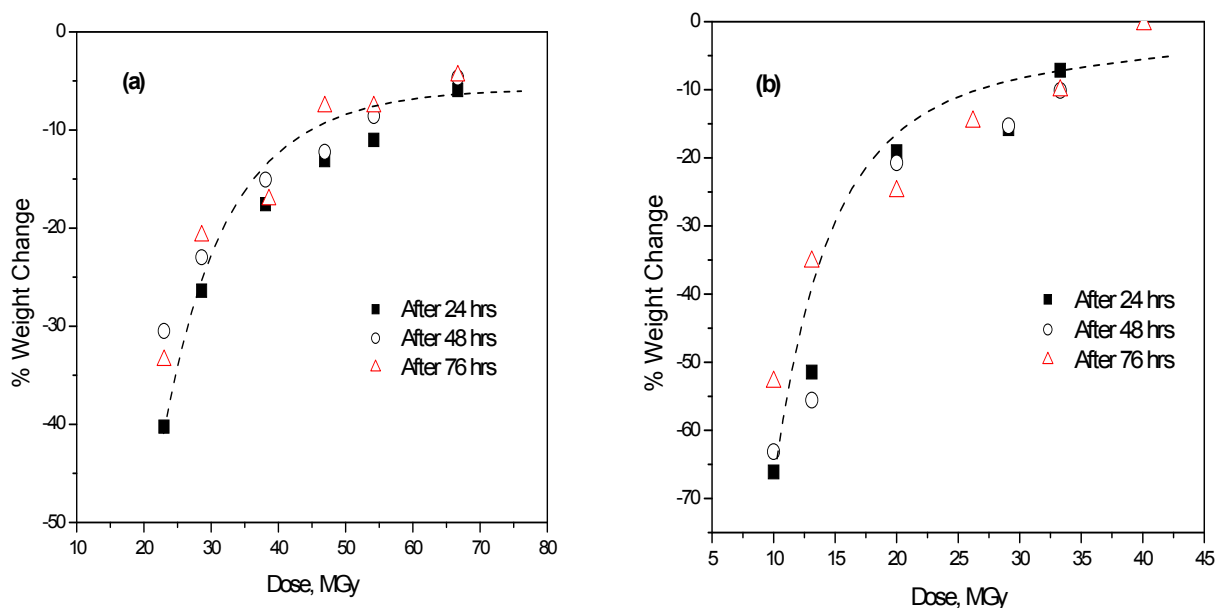 0
-10
-20
-30
-40
-50
% Weight Change
(a)
After 24 hrs
After 48 hrs
After 76 hrs
10 20 30 40 50 60 70 80
Dose, MGy
0
-10
-20
-30
-40
-50
-60
-70
% Weight Change
(b)
After 24 hrs
After 48 hrs
After 76 hrs
5 10 15 20 25 30 35 40 45
Dose, MGy